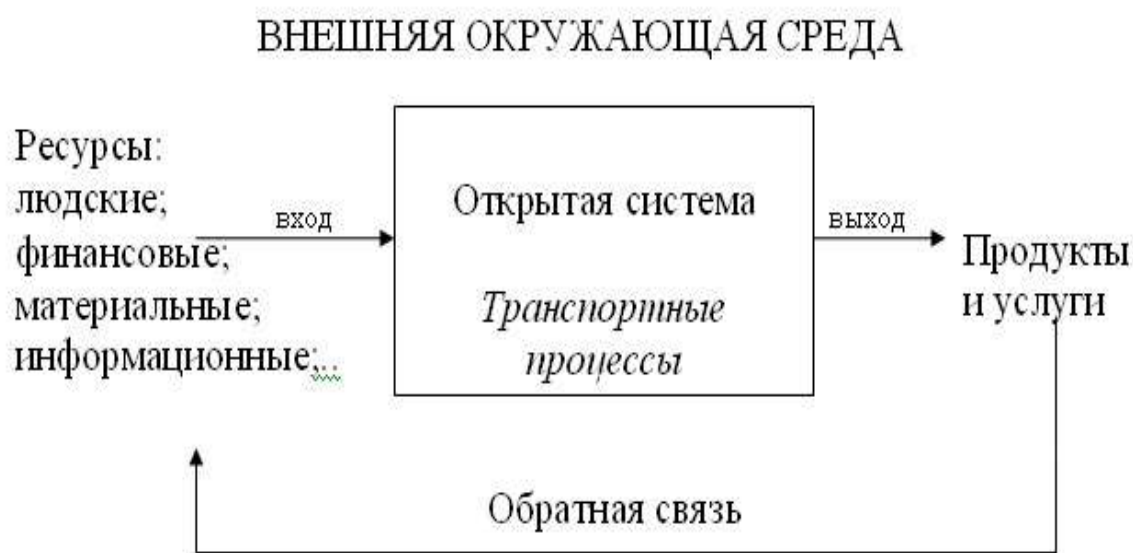 ВНЕШНЯЯ ОКРУЖАЮЩАЯ СРЕДА
Ресурсы:
людские;
финансовые;
материальные;
информационные;..
вход
Открытая система
Транспортные
процессы
выход
Продукты
и услуги
Обратная связь